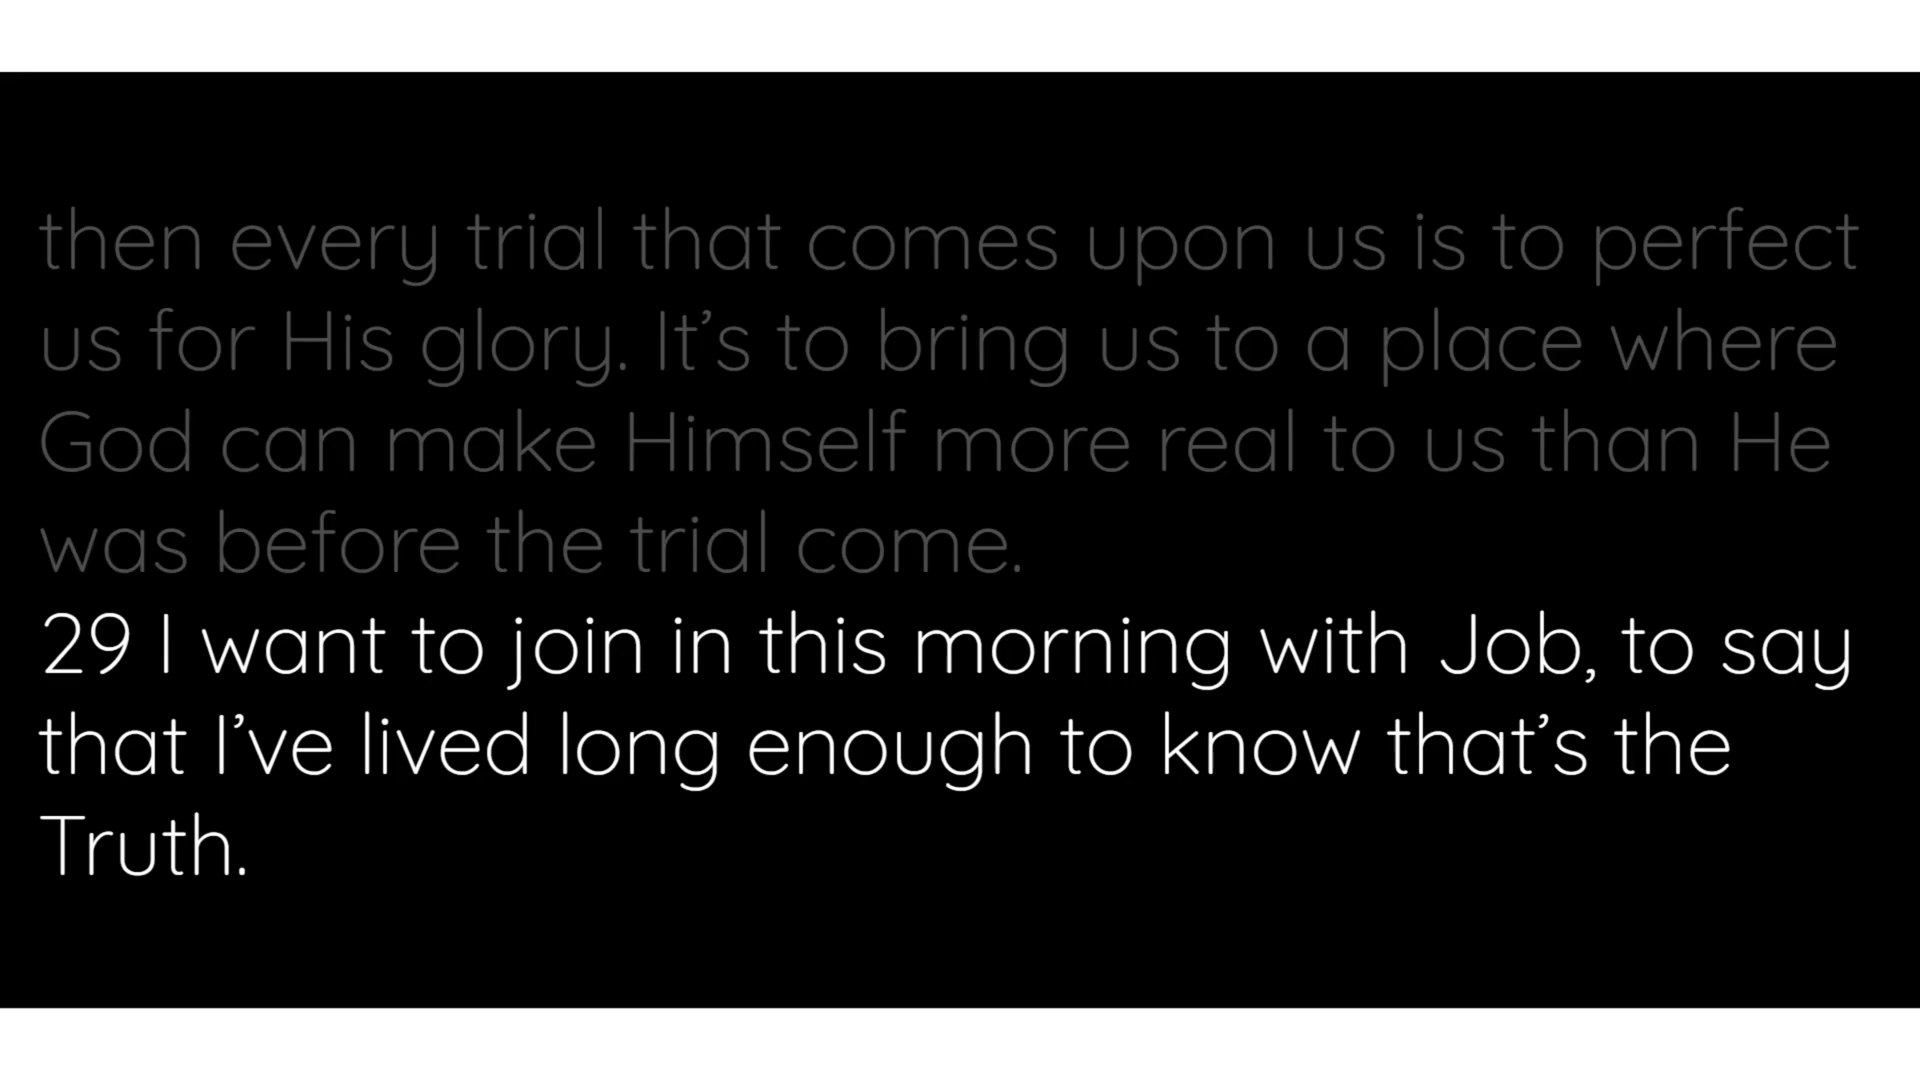 then every trial that comes upon us is to perfect
us for His glory. It’s to bring us to a place where
God can make Himself more real to us than He
was before the trial come.
29 I want to join in this morning with Job, to say
that I’ve lived long enough to know that’s the
Truth.